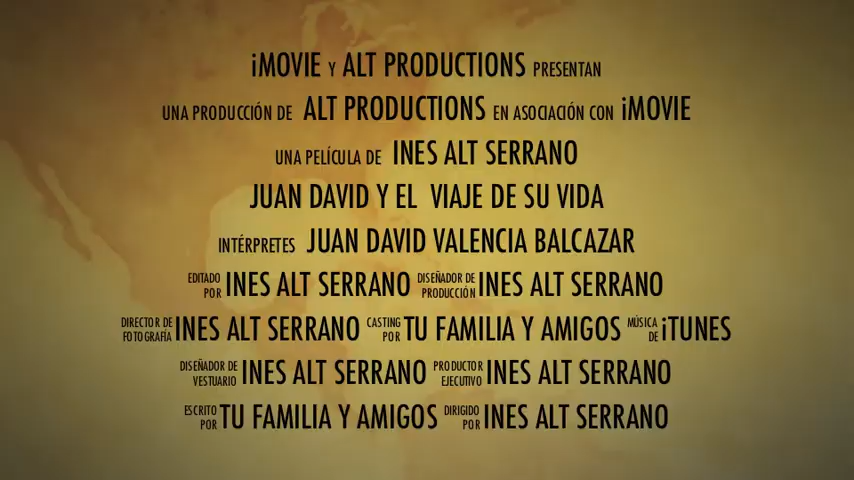 iMOVIE Y ALT PRODUCTIONS PRESENTAN
UNA PRODUCCIÓN DE ALT PRODUCTIONS EN ASOCIACIÓN CON iMOVIE
UNA PELÍCULA DE INES ALT SERRANO
JUAN DAVID Y EL VIAJE DE SU VIDA
INTÉRPRETES JUAN DAVID VALENCIA BALCAZAR
EDITADO POR INES ALT SERRANO DISEÑADOR DE PRODUCCIÓN INES ALT SERRANO
DIRECTOR DE FOTOGRAFÍA INES ALT SERRANO CASTING POR TU FAMILIA Y AMIGOS MÚSICA DE iTUNES
DISEÑADOR DE VESTUARIO INES ALT SERRANO PRODUCTOR EJECUTIVO INES ALT SERRANO
ESCRITO POR TU FAMILIA Y AMIGOS DIRIGIDO POR INES ALT SERRANO